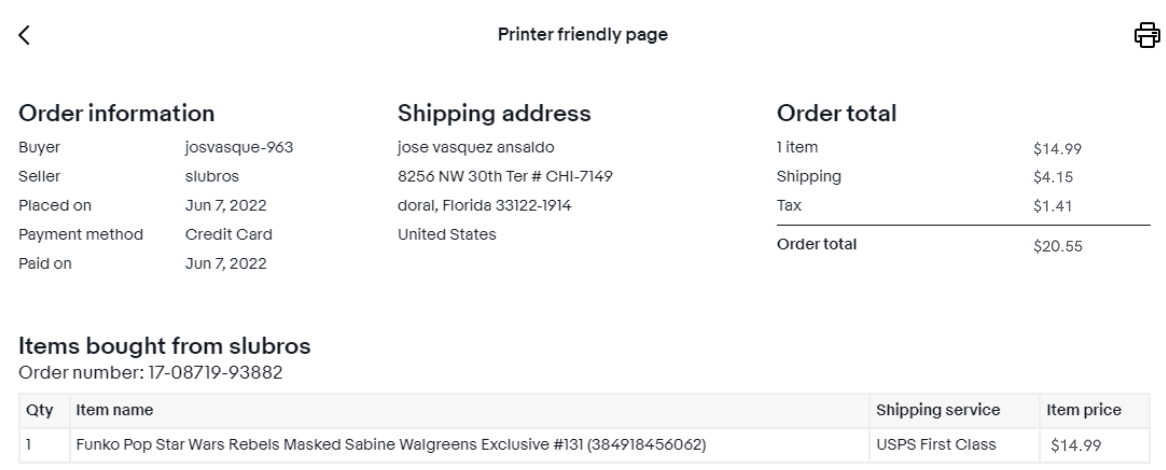 Printer friendly page
Order information
Buyer josvasque-963
Seller slubros
Placed on Jun 7, 2022
Payment method Credit Card
Paid on Jun 7, 2022
Shipping address
jose vasquez ansaldo
8256 NW 30th Ter # CHI-7149
doral, Florida 33122-1914
United States
Order total
1 item $14.99
Shipping $4.15
Tax $1.41
Order total $20.55
Items bought from slubros
Order number: 17-08719-93882
Qty Item name Shipping service Item price
1 Funko Pop Star Wars Rebels Masked Sabine Walgreens Exclusive #131 (384918456062) USPS First Class $14.99